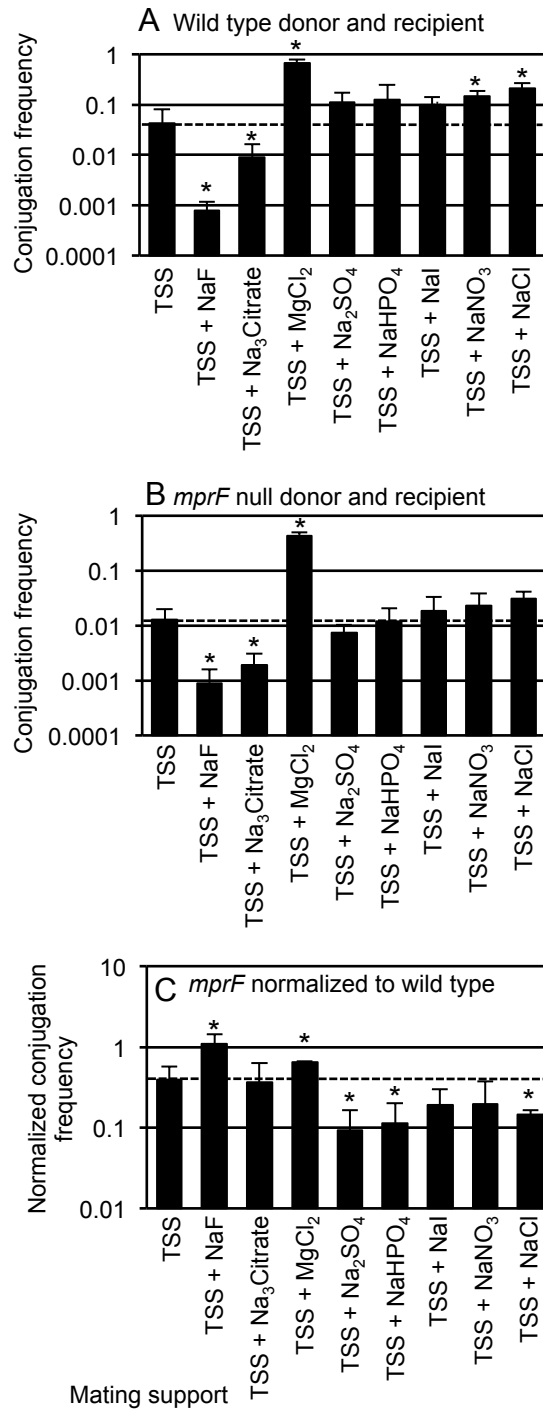 A Wild type donor and recipient
Conjugation frequency
1
0.1
0.01
0.001
0.0001
*
*
*
*
*
TSS
TSS + NaF
TSS + Na₃Citrate
TSS + MgCl₂
TSS + Na₂SO₄
TSS + NaHPO₄
TSS + NaI
TSS + NaNO₃
TSS + NaCl
B mprF null donor and recipient
Conjugation frequency
1
0.1
0.01
0.001
0.0001
*
*
*
TSS
TSS + NaF
TSS + Na₃Citrate
TSS + MgCl₂
TSS + Na₂SO₄
TSS + NaHPO₄
TSS + NaI
TSS + NaNO₃
TSS + NaCl
C mprF normalized to wild type
Normalized conjugation
frequency
10
1
0.1
0.01
*
*
*
*
*
TSS
TSS + NaF
TSS + Na₃Citrate
TSS + MgCl₂
TSS + Na₂SO₄
TSS + NaHPO₄
TSS + NaI
TSS + NaNO₃
TSS + NaCl
Mating support